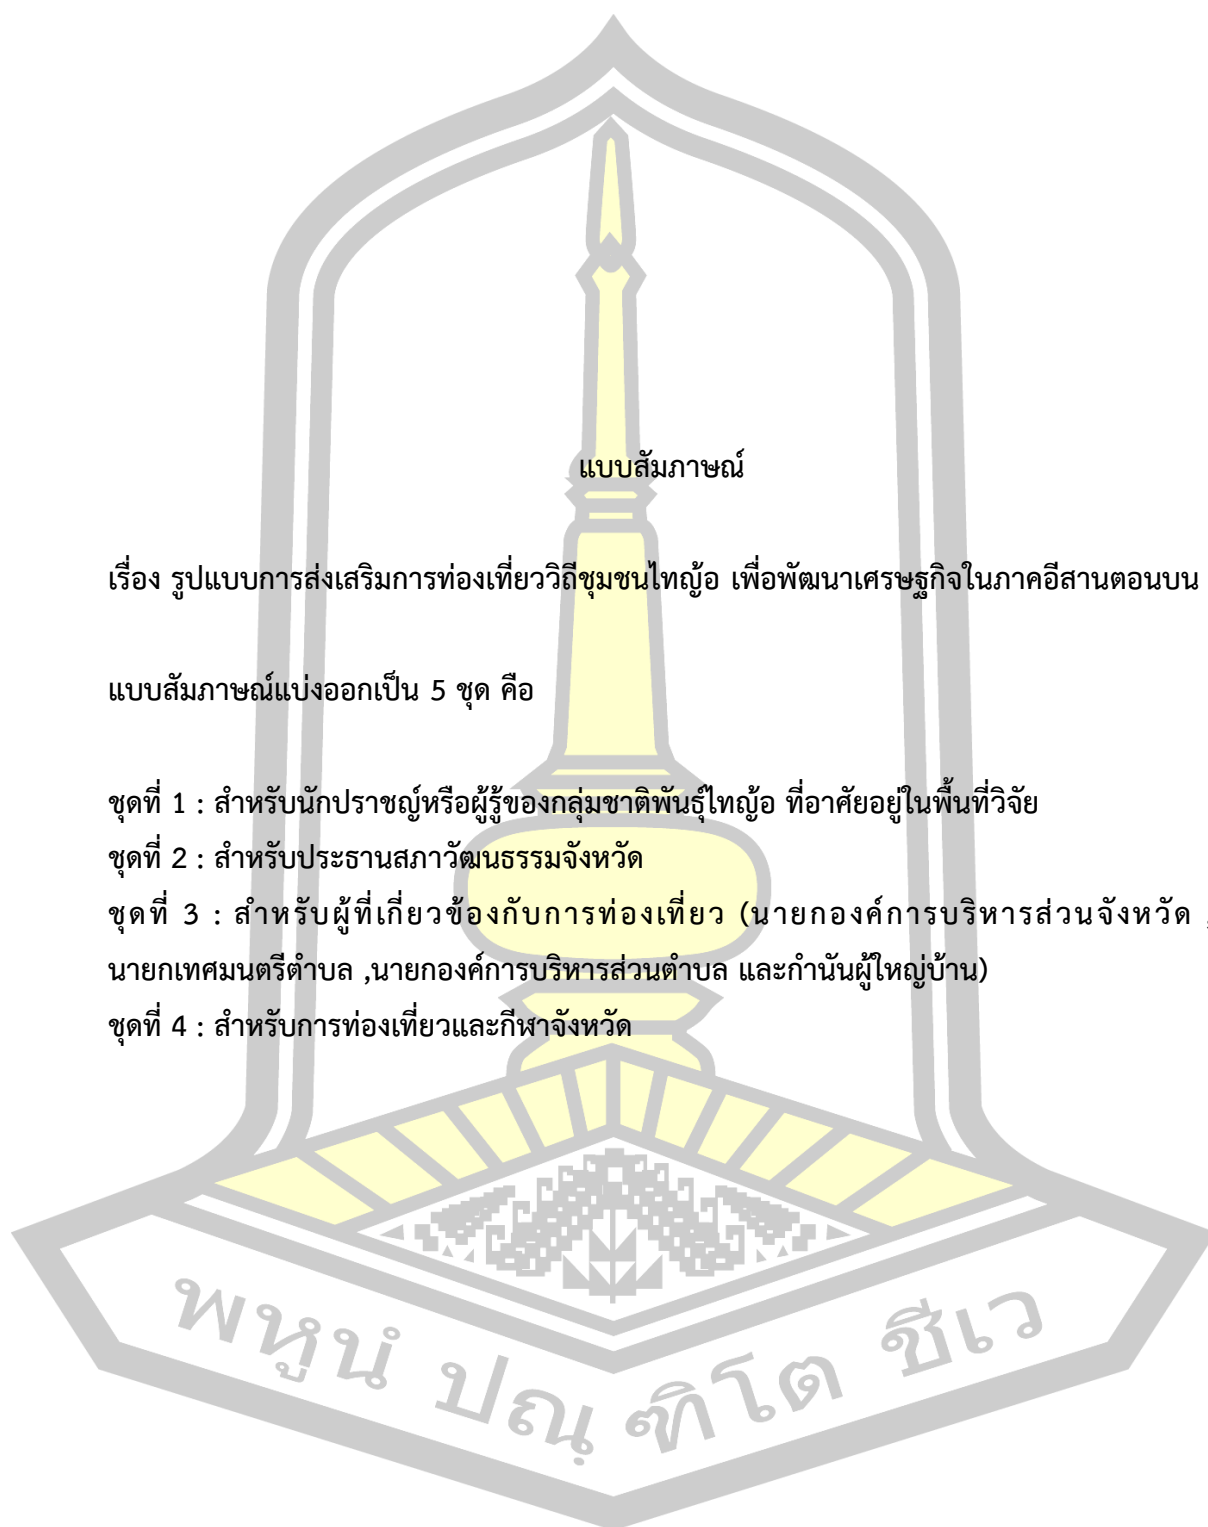 แบบสัมภาษณ์
เรื่อง รูปแบบการส่งเสริมการท่องเที่ยววิถีชุมชนไทญ้อ เพื่อพัฒนาเศรษฐกิจในภาคอีสานตอนบน
แบบสัมภาษณ์แบ่งออกเป็น 5 ชุด คือ
ชุดที่ 1 : สำหรับนักปราชญ์หรือผู้รู้ของกลุ่มชาติพันธุ์ไทญ้อ ที่อาศัยอยู่ในพื้นที่วิจัย
ชุดที่ 2 : สำหรับประธานสภาวัฒนธรรมจังหวัด
ชุดที่ 3 : สำหรับผู้ที่เกี่ยวข้องกับการท่องเที่ยว (นายกองค์การบริหารส่วนจังหวัด ,
นายกเทศมนตรีตำบล ,นายกองค์การบริหารส่วนตำบล และกำนันผู้ใหญ่บ้าน)
ชุดที่ 4 : สำหรับการท่องเที่ยวและกีฬาจังหวัด
พหูนํ ปณฺฑิโต ชีเว